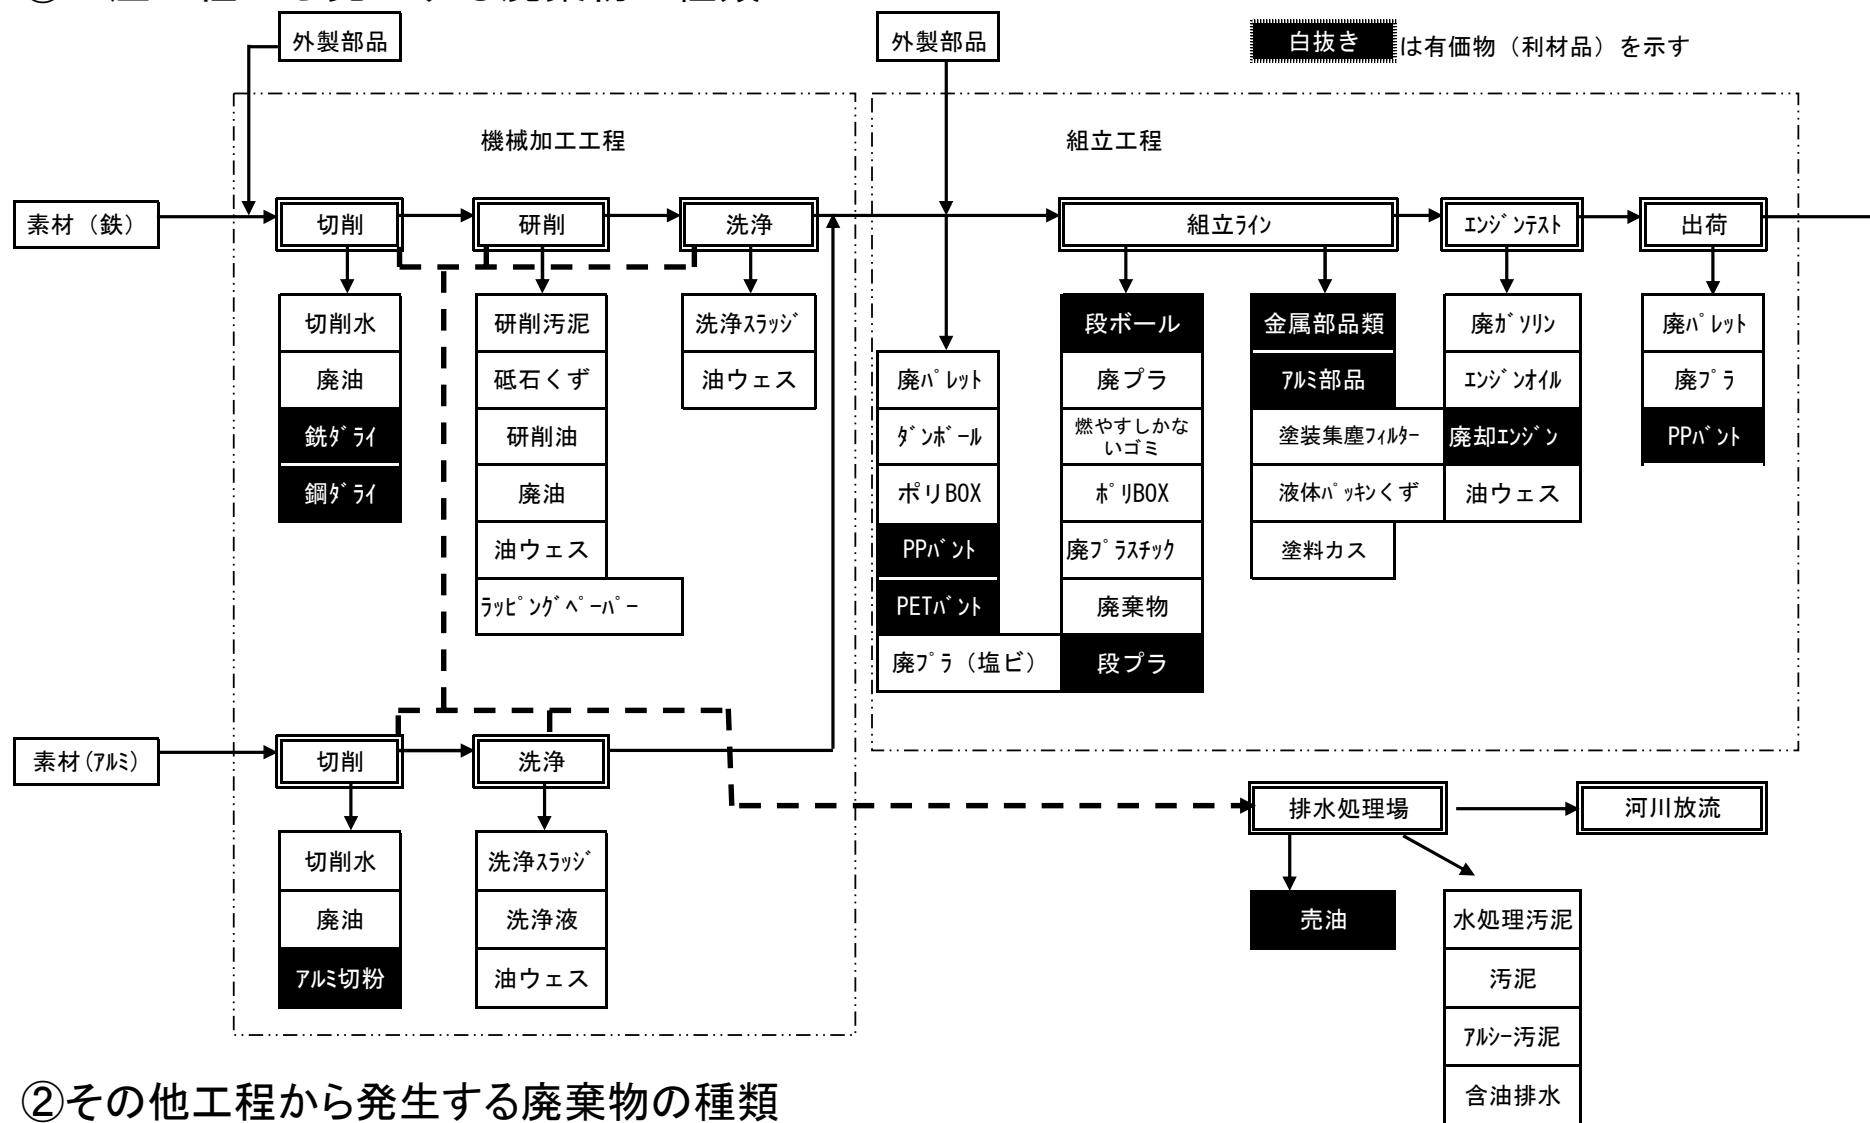 外製部品
外製部品
白抜き は有価物（利材品）を示す
機械加工工程
組立工程
素材（鉄）
切削
研削
洗浄
組立ﾗｲﾝ
ｴﾝｼﾞﾝﾃｽﾄ
出荷
切削水
廃油
銑ﾀﾞﾗｲ
鋼ﾀﾞﾗｲ
研削汚泥
砥石くず
研削油
廃油
油ウェス
ﾗｯﾋﾟﾝｸﾞﾍﾟｰﾊﾟｰ
洗浄ｽﾗｯｼﾞ
油ウェス
廃ﾊﾟﾚｯﾄ
ﾀﾞﾝﾎﾞｰﾙ
ポリBOX
PPﾊﾞﾝﾄ
PETﾊﾞﾝﾄ
廃ﾌﾟﾗ（塩ビ）
段ボール
廃プラ
燃やすしかな
いゴミ
ﾎﾟﾘBOX
廃ﾌﾟﾗｽﾁｯｸ
廃棄物
段プラ
金属部品類
ｱﾙﾐ部品
塗装集塵ﾌｨﾙﾀｰ
液体ﾊﾟｯｷﾝくず
塗料カス
廃ｶﾞｿﾘﾝ
ｴﾝｼﾞﾝｵｲﾙ
廃却ｴﾝｼﾞﾝ
油ウェス
廃ﾊﾟﾚｯﾄ
廃ﾌﾟﾗ
PPﾊﾞﾝﾄ
素材(ｱﾙﾐ)
切削
洗浄
切削水
廃油
ｱﾙﾐ切粉
洗浄ｽﾗｯｼﾞ
洗浄液
油ウェス
排水処理場
河川放流
売油
水処理汚泥
汚泥
ｱﾙｼｰ汚泥
含油排水
②その他工程から発生する廃棄物の種類